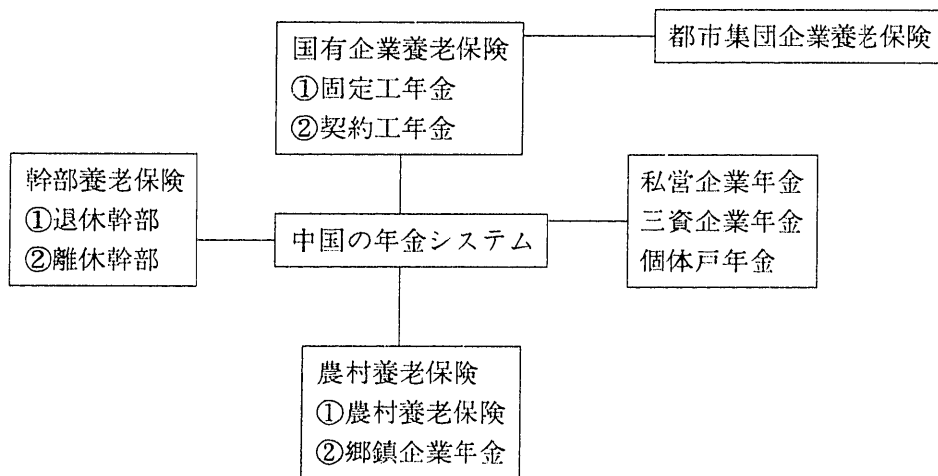 国有企業養老保険
①固定工年金
②契約工年金
都市集団企業養老保険
幹部養老保険
①退休幹部
②離休幹部
中国の年金システム
私営企業年金
三資企業年金
個体戸年金
農村養老保険
①農村養老保険
②郷鎮企業年金